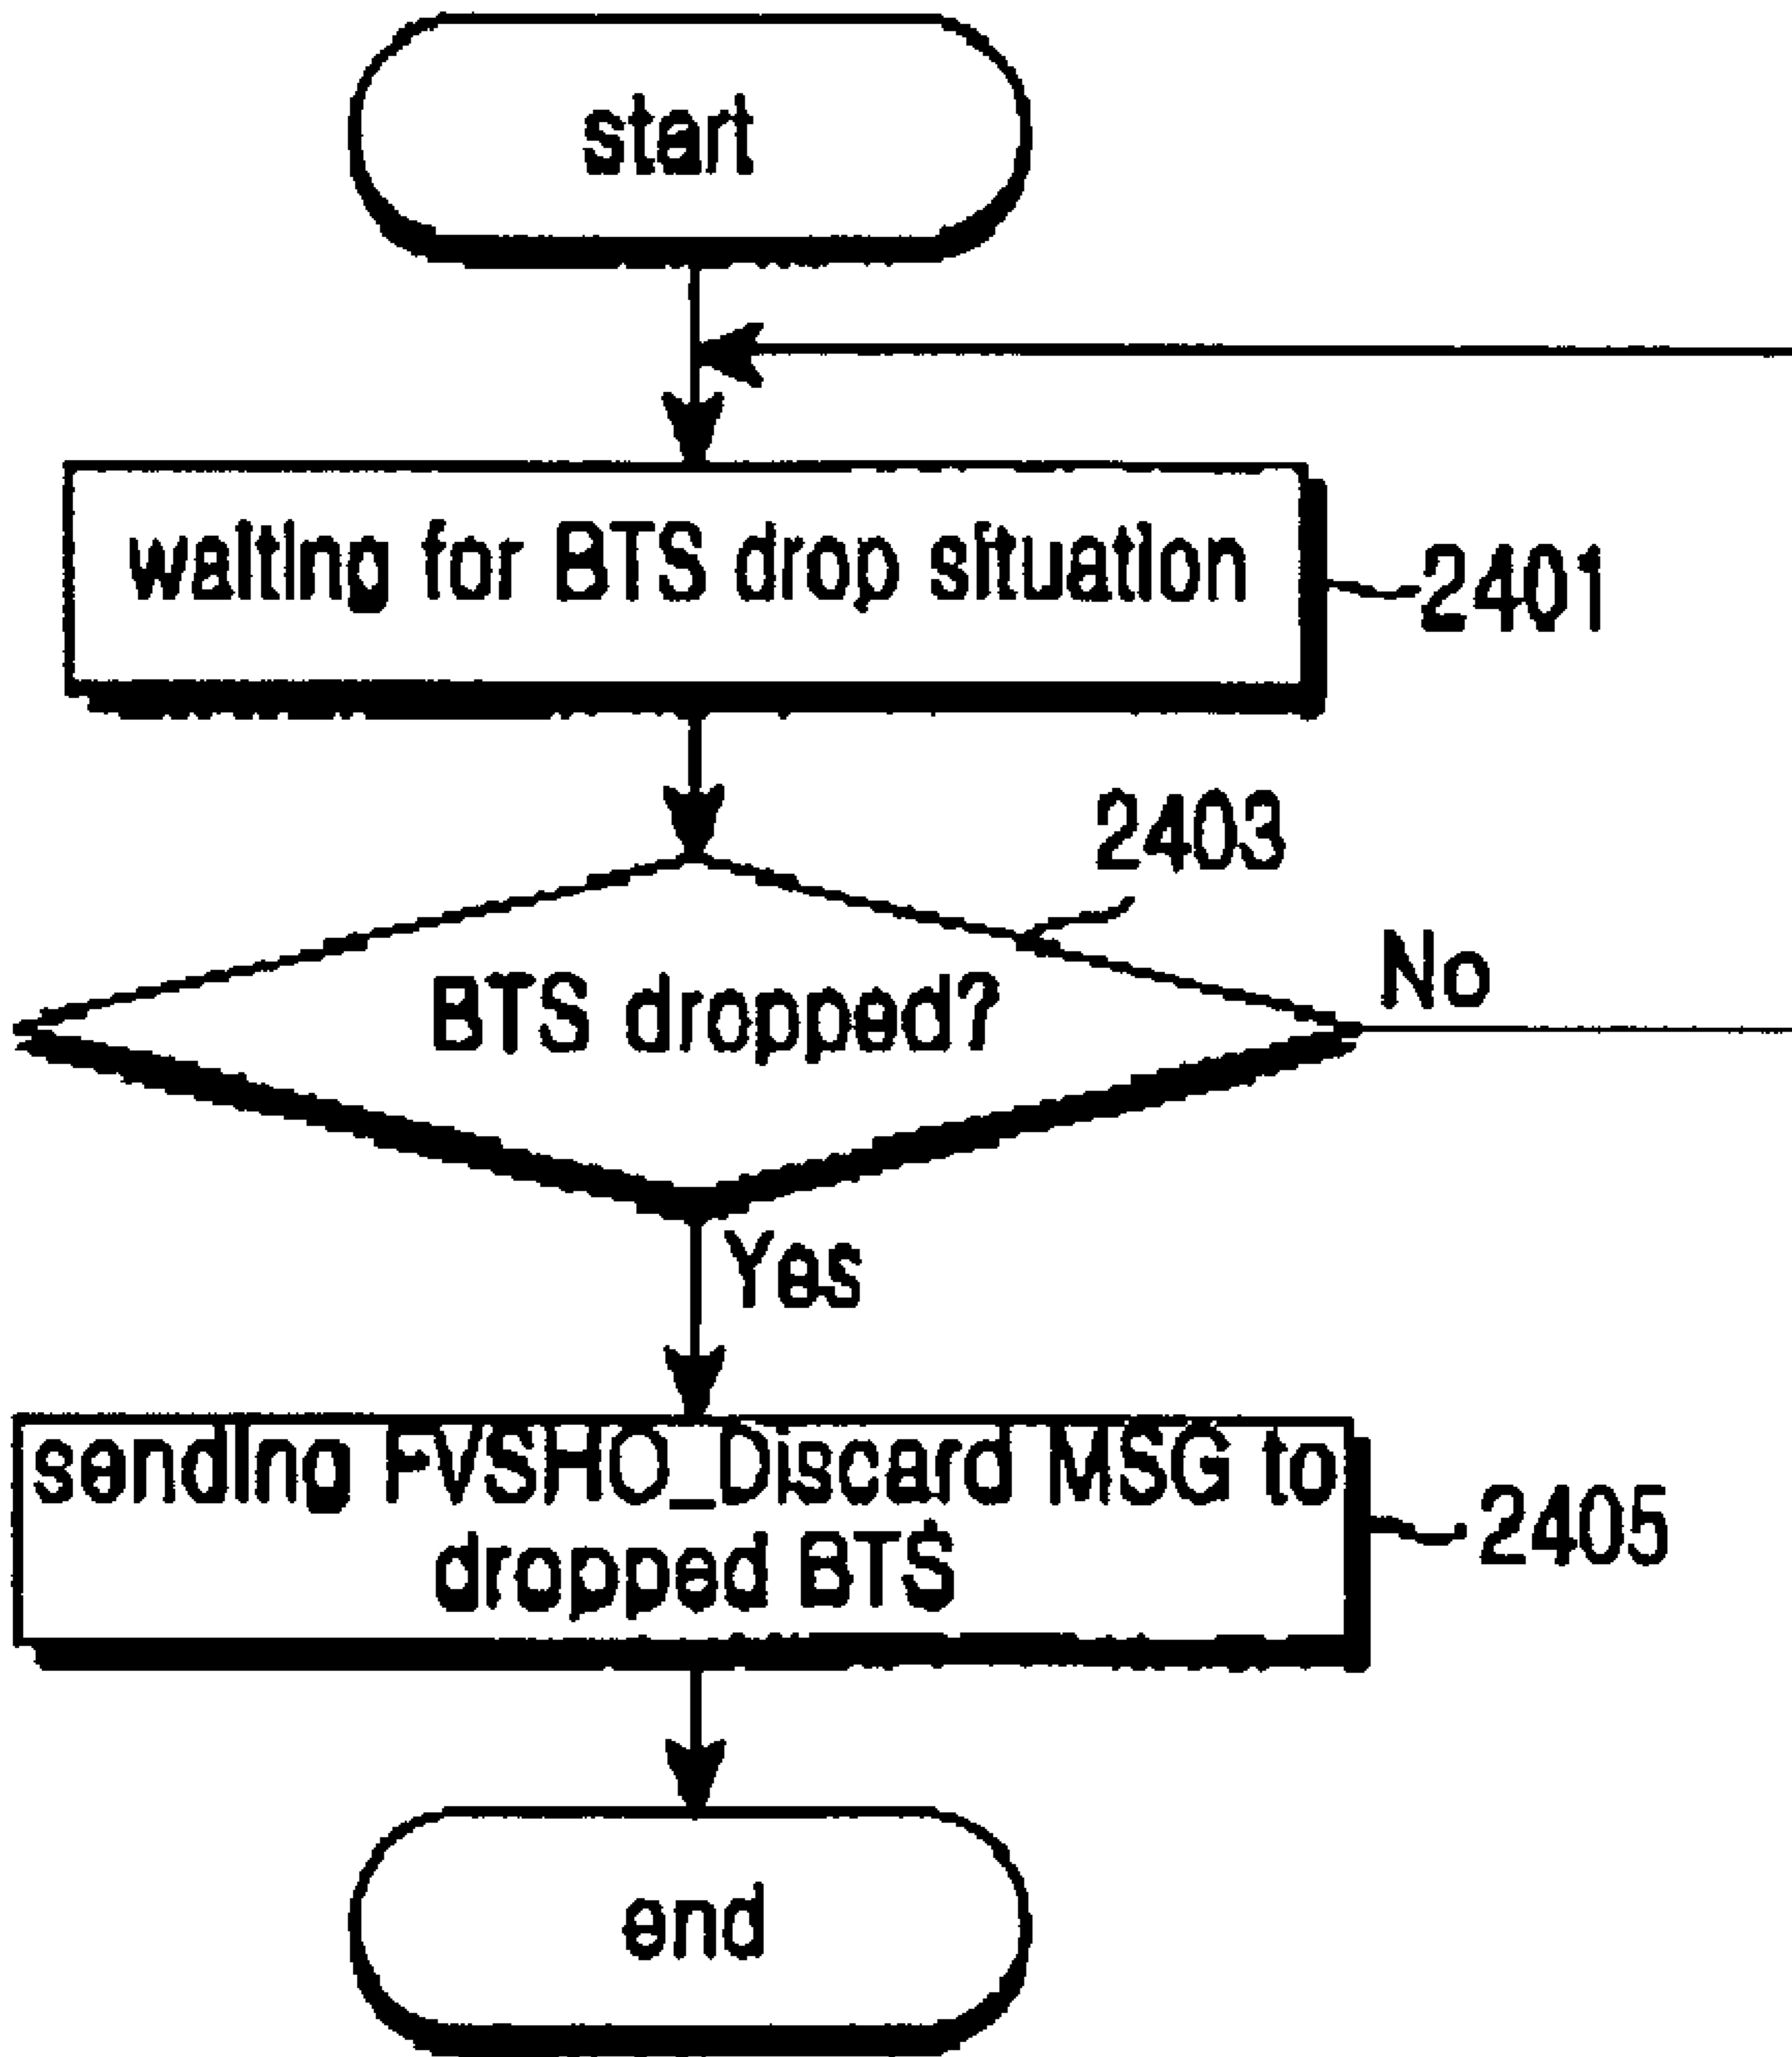 start
waiting for BTS drop situation
2401
2403
BTS dropped?
No
Yes
sending FVSHO_Discard MSG to
dropped BTS
2405
end